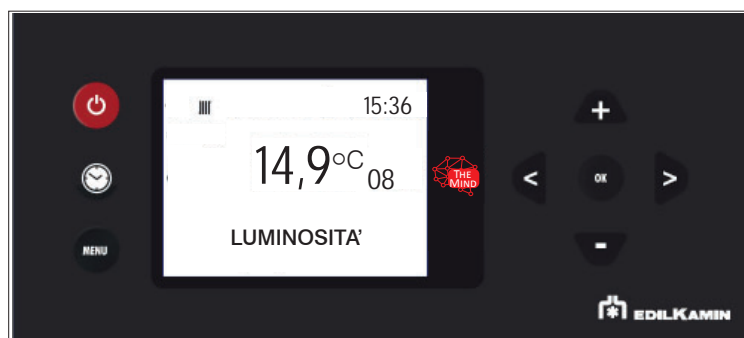 15:36
14,9°C 08
LUMINOSITA'
MENU
THE
MIND
+
<
OK
>
-
EDILKAMIN